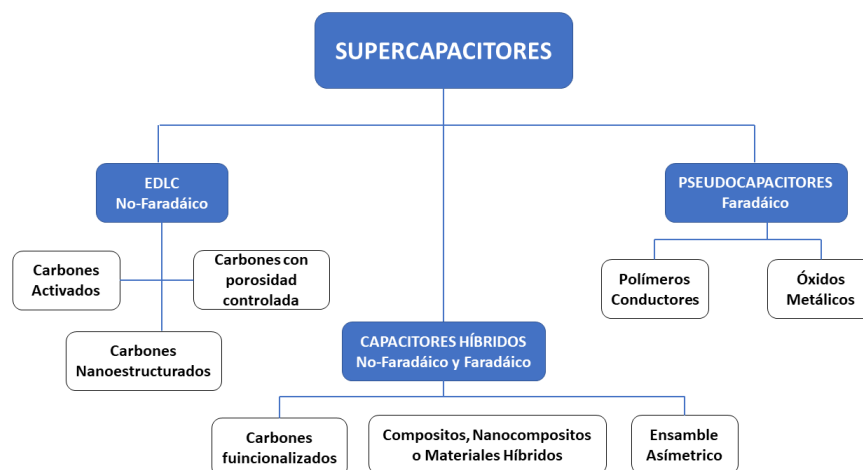 SUPERCAPACITORES
EDLC
No-Faradáico
PSEUDOCAPACITORES
Faradáico
Carbones
Activados
Carbones con
porosidad
controlada
Polímeros
Conductores
Óxidos
Metálicos
Carbones
Nanoestructurados
CAPACITORES HÍBRIDOS
No-Faradáico y Faradáico
Carbones
fuincionalizados
Compositos, Nanocompositos
o Materiales Híbridos
Ensamble
Asímetrico